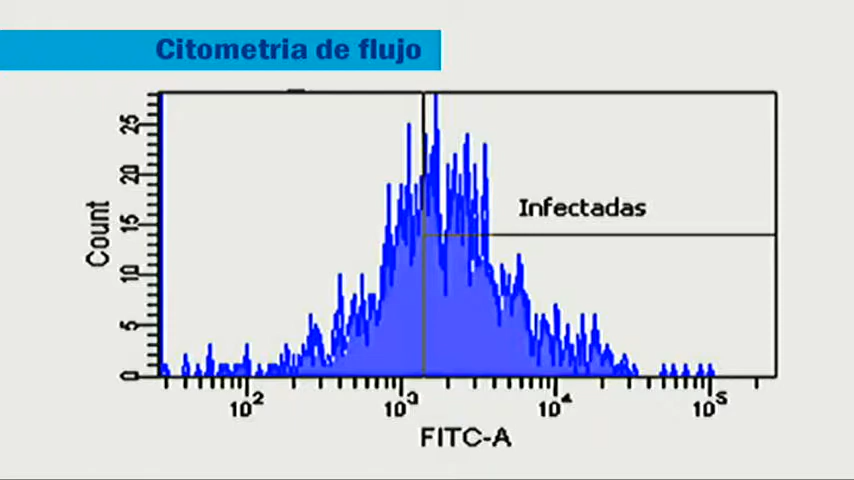 Citometria de flujo
25
20
15
10
5
0
Count
Infectadas
10² 10³ 10⁴ 10⁵
FITC-A